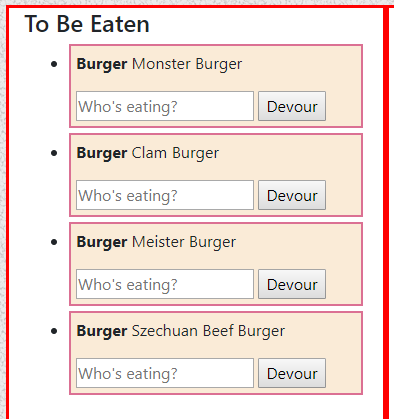 To Be Eaten
Burger Monster Burger
Who's eating? Devour
Burger Clam Burger
Who's eating? Devour
Burger Meister Burger
Who's eating? Devour
Burger Szechuan Beef Burger
Who's eating? Devour